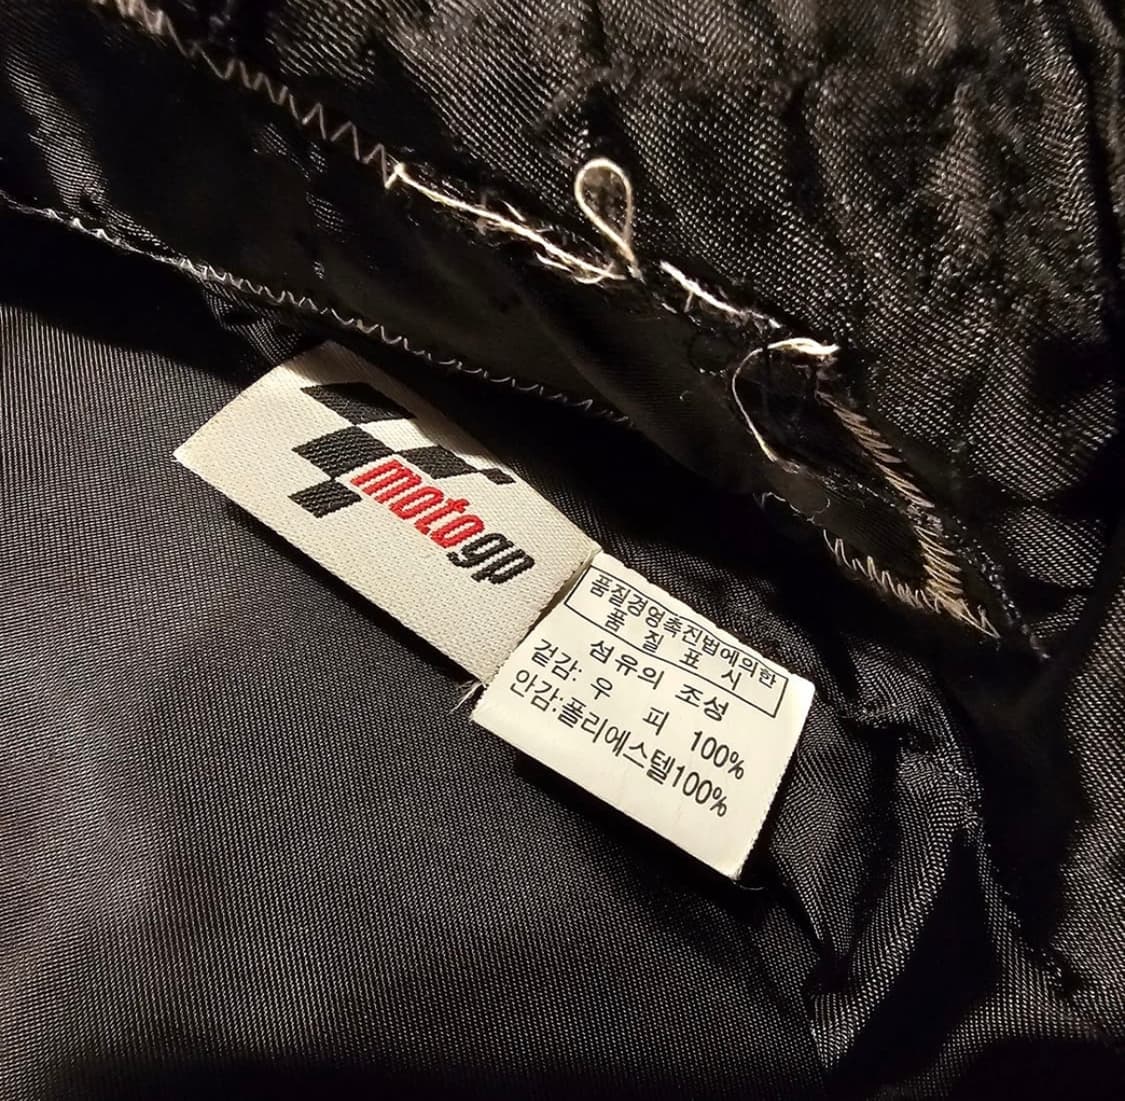 motogp
품질경영촉진법에의한
품 질 표 시
섬유의 조성
겉감: 우 피 100%
안감:폴리에스텔100%